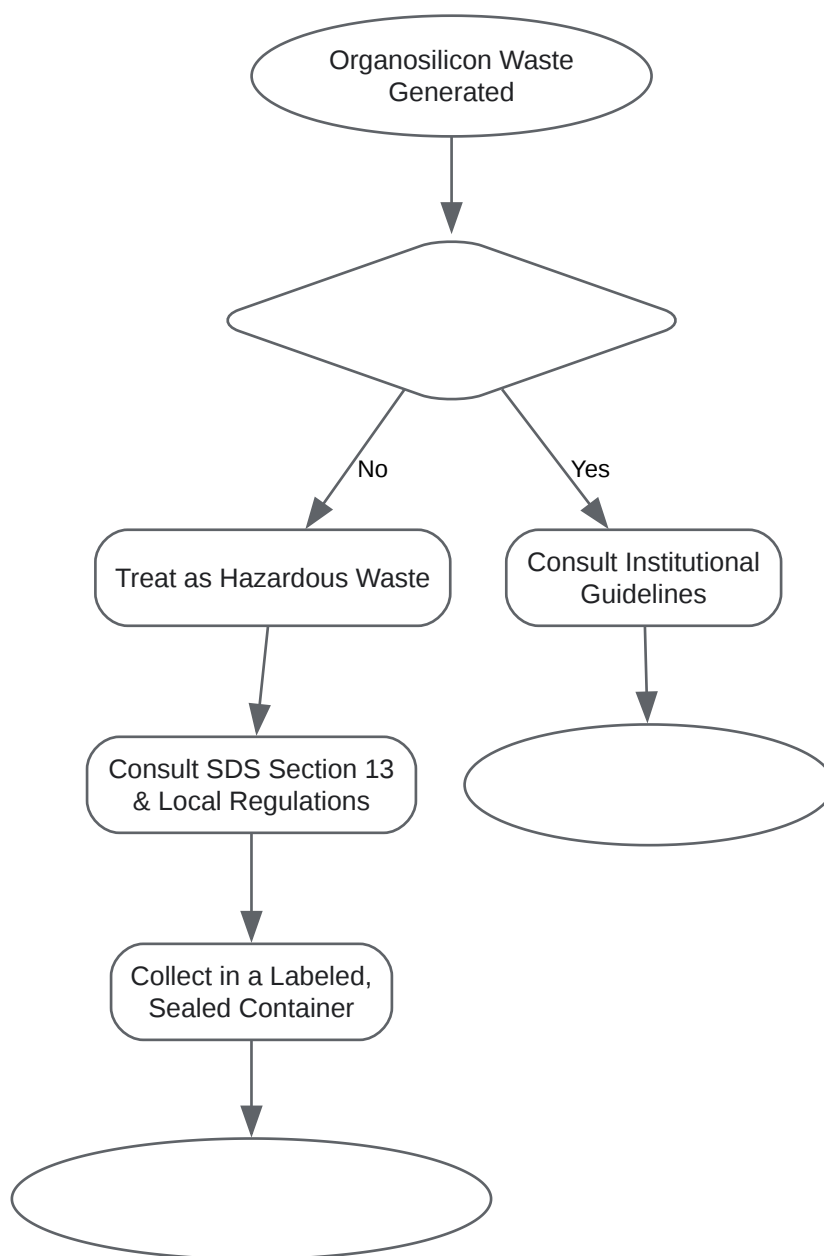 Organosilicon Waste
Generated
No
Yes
Treat as Hazardous Waste
Consult Institutional
Guidelines
Consult SDS Section 13
& Local Regulations
Collect in a Labeled,
Sealed Container